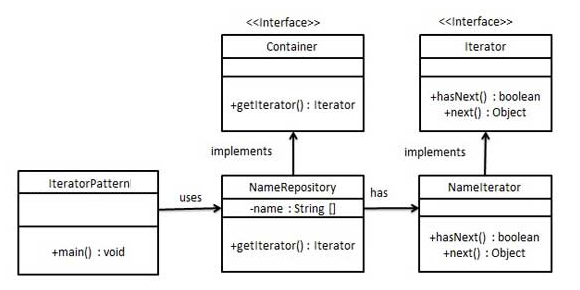 <<Interface>>
Container
+getIterator() : Iterator
<<Interface>>
Iterator
+hasNext() : boolean
+next() : Object
implements
implements
IteratorPattern
+main() : void
uses
NameRepository
-name : String []
+getIterator() : Iterator
has
NameIterator
+hasNext() : boolean
+next() : Object